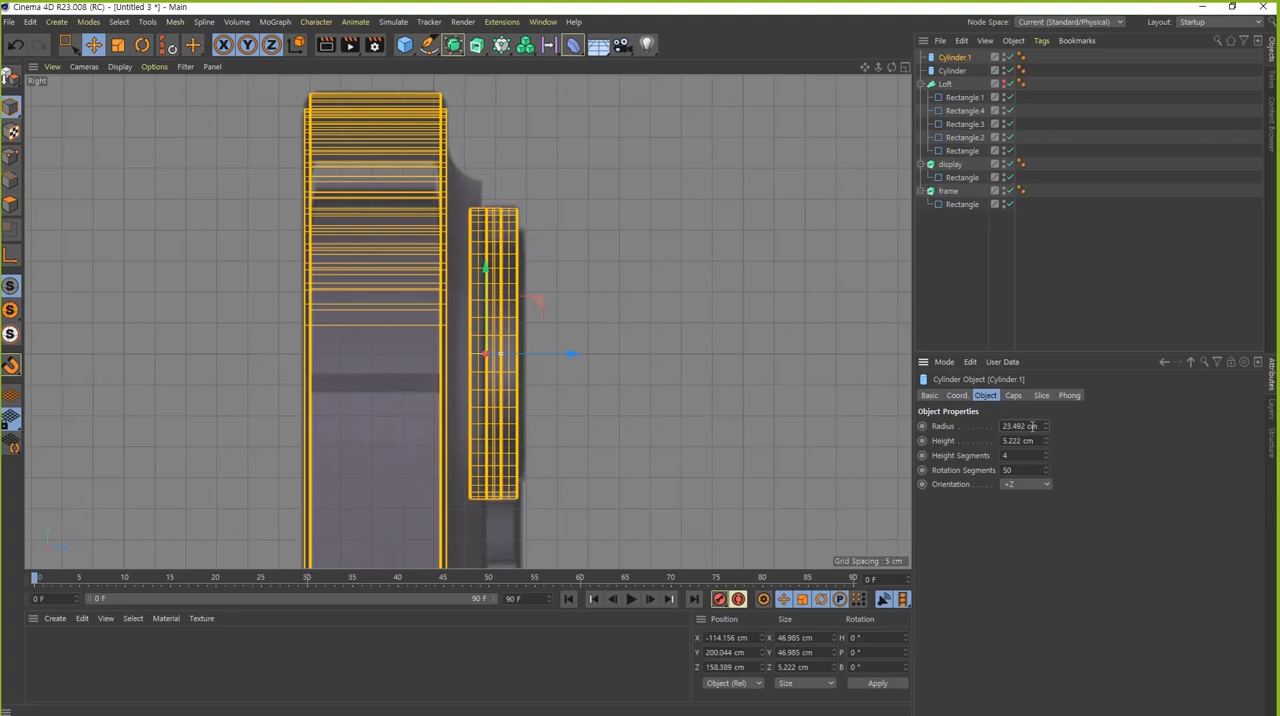 Cinema 4D R23.008 (RC) - [Untitled 3 *] - Main
File Edit Create Modes Select Tools Mesh Spline Volume MoGraph Character Animate Simulate Tracker Render Extensions Window Help
Node Space: Current (Standard/Physical) Layout: Startup
X Y Z
View Cameras Display Options Filter Panel
Right
Grid Spacing : 5 cm
File Edit View Object Tags Bookmarks
Cylinder.1
Cylinder
Loft
Rectangle.1
Rectangle.4
Rectangle.3
Rectangle.2
Rectangle
display
Rectangle
frame
Rectangle
Objects
Takes
Content Browser
Mode Edit User Data
Cylinder Object [Cylinder.1]
Basic Coord. Object Caps Slice Phong
Object Properties
Radius 23.492 cm
Height 5.222 cm
Height Segments 4
Rotation Segments 50
Orientation +Z
Attributes
Layers
Structure
0 5 10 15 20 25 30 35 40 45 50 55 60 65 70 75 80 85 90 0 F
0 F 0 F 90 F 90 F
Create Edit View Select Material Texture
Position Size Rotation
X -114.156 cm X 46.985 cm H 0 °
Y 200.044 cm Y 46.985 cm P 0 °
Z 158.389 cm Z 5.222 cm B 0 °
Object (Rel) Size Apply